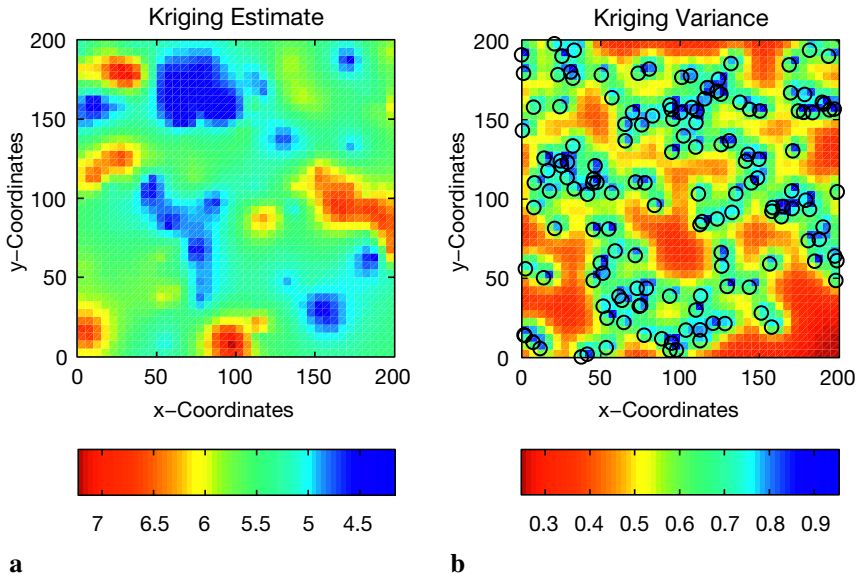 Kriging Estimate
200
150
100
50
0
y−Coordinates
0 50 100 150 200
x−Coordinates
7 6.5 6 5.5 5 4.5
a
Kriging Variance
200
150
100
50
0
y−Coordinates
0 50 100 150 200
x−Coordinates
0.3 0.4 0.5 0.6 0.7 0.8 0.9
b